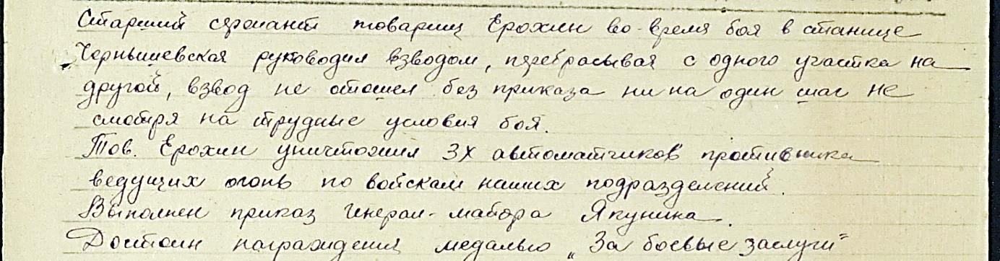 Старший сержант товарищ Ерохин во-время боя в станице
Чернышевская руководил взводом, перебрасывая с одного участка на
другой, взвод не отошел без приказа ни на один шаг не
смотря на трудные условия боя.
Тов. Ерохин уничтожил 3х автоматчиков противника
ведущих огонь по войскам наших подразделений.
Выполнен приказ генерал-майора Якунина.
Достоин награждения медалью „За боевые заслуги"